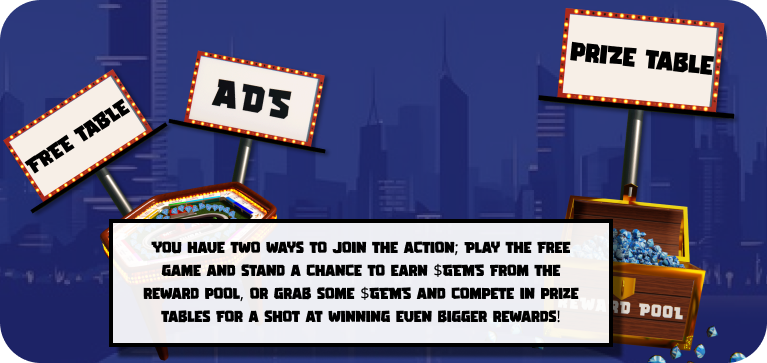 FREE TABLE
ADS
PRIZE TABLE
YOU HAVE TWO WAYS TO JOIN THE ACTION; PLAY THE FREE
GAME AND STAND A CHANCE TO EARN $GEMS FROM THE
REWARD POOL, OR GRAB SOME $GEMS AND COMPETE IN PRIZE
TABLES FOR A SHOT AT WINNING EVEN BIGGER REWARDS!
REWARD POOL